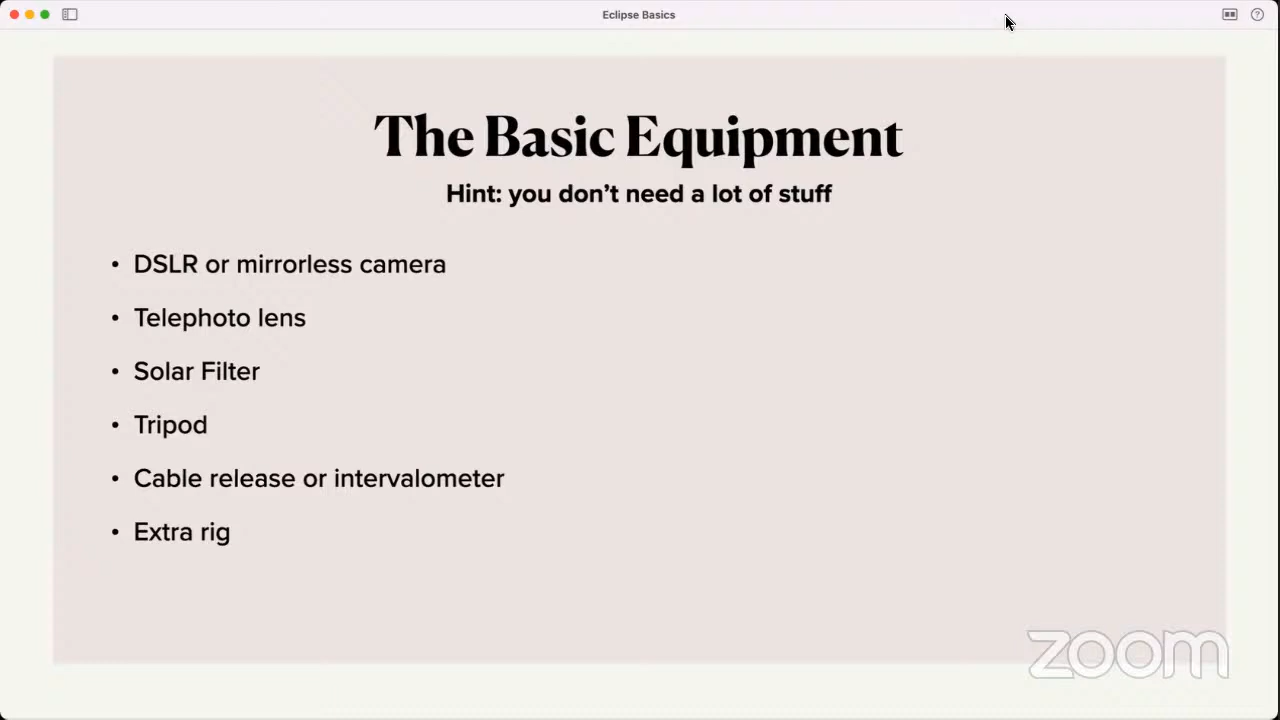 Eclipse Basics
The Basic Equipment
Hint: you don’t need a lot of stuff
• DSLR or mirrorless camera
• Telephoto lens
• Solar Filter
• Tripod
• Cable release or intervalometer
• Extra rig
zoom